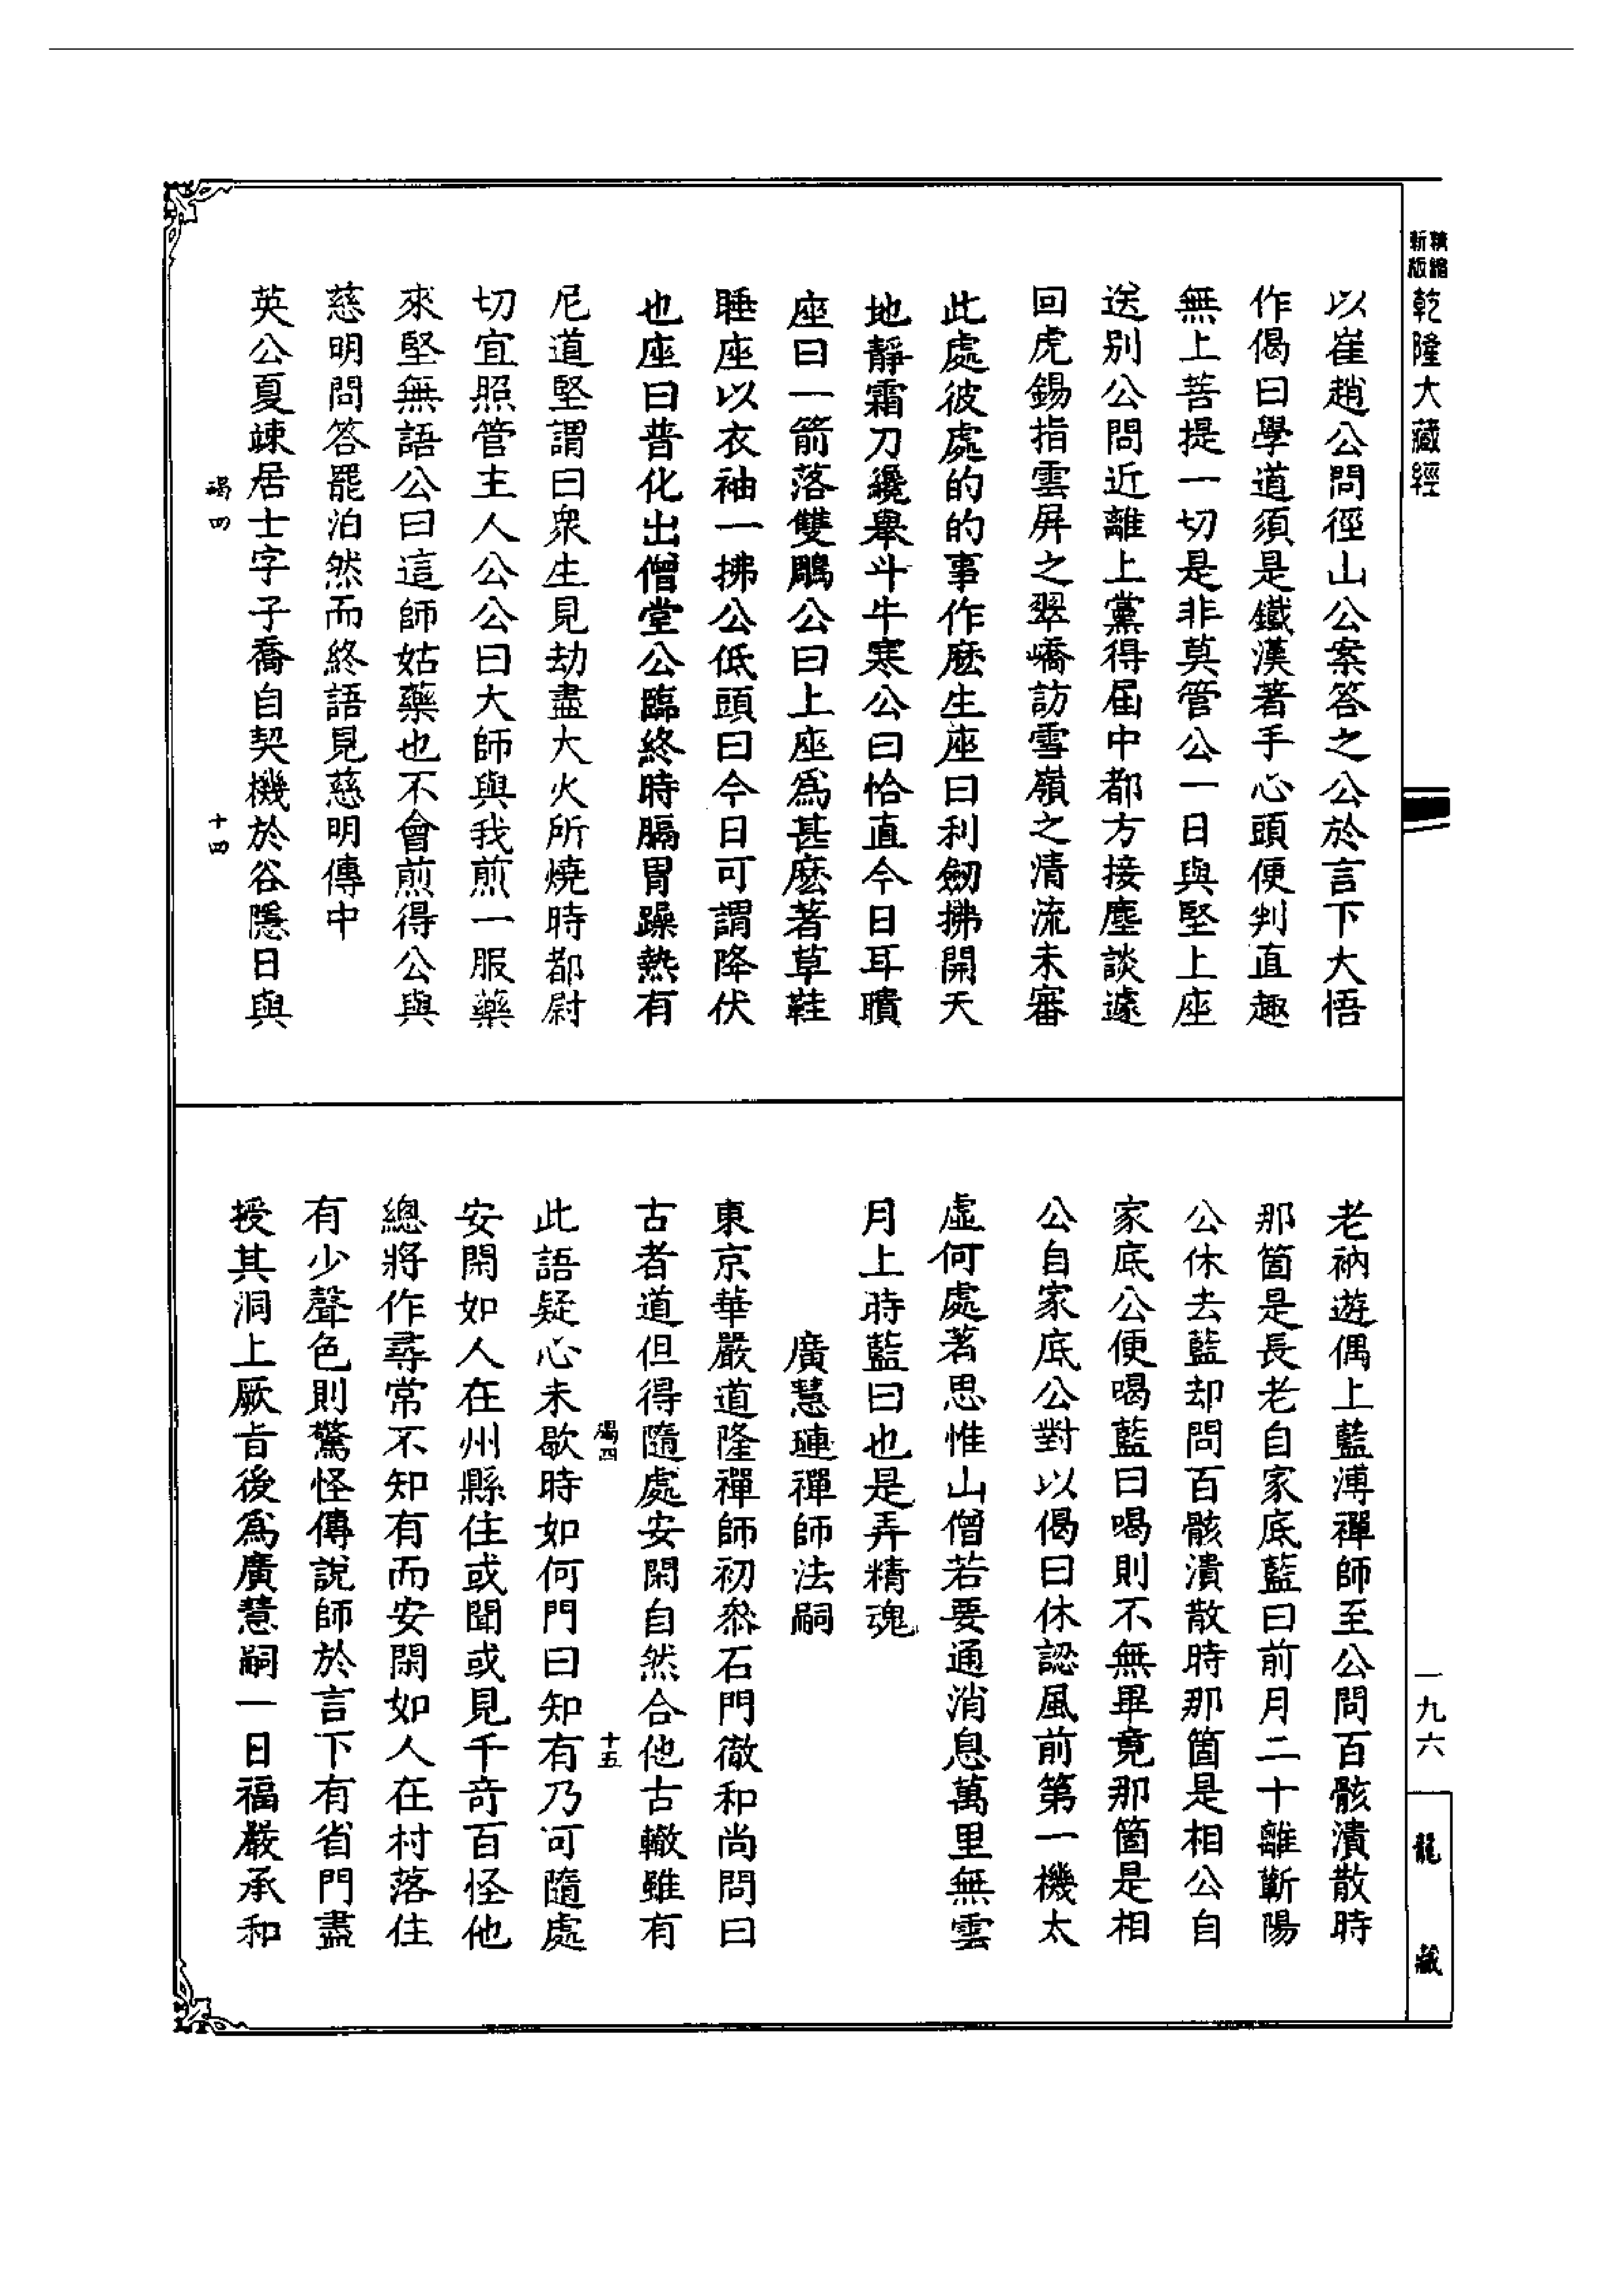 精縮新版
乾隆大藏經
以崔趙公問徑山公案答之公於言下大悟
作偈曰學道須是鐵漢著手心頭便判直趣
無上菩提一切是非莫管公一日與堅上座
送別公問近離上黨得屆中都方接塵談遽
回虎錫指雲屏之翠嶠訪雪嶺之清流未審
此處彼處的的事作麽生座曰利劒拂開天
地靜霜刀纔舉斗牛寒公曰恰直今日耳聵
座曰一箭落雙鵰公曰上座爲甚麽著草鞋
睡座以衣袖一拂公低頭曰今日可謂降伏
也座曰普化出僧堂公臨終時膈胃躁熱有
尼道堅謂曰衆生見劫盡大火所燒時都尉
切宜照管主人公公曰大師與我煎一服藥
來堅無語公曰這師姑藥也不會煎得公與
慈明問答罷泊然而終語見慈明傳中
英公夏竦居士字子喬自契機於谷隱日與
碣四
十四
老衲遊偶上藍溥禪師至公問百骸潰散時
那箇是長老自家底藍曰前月二十離蘄陽
公休去藍却問百骸潰散時那箇是相公自
家底公便喝藍曰喝則不無畢竟那箇是相
公自家底公對以偈曰休認風前第一機太
虛何處著思惟山僧若要通消息萬里無雲
月上時藍曰也是弄精魂
廣慧璉禪師法嗣
東京華嚴道隆禪師初叅石門徹和尚問曰
古者道但得隨處安閑自然合他古轍雖有
碣四
十五
此語疑心未歇時如何門曰知有乃可隨處
安閑如人在州縣住或聞或見千奇百怪他
總將作尋常不知有而安閑如人在村落住
有少聲色則驚怪傳說師於言下有省門盡
授其洞上厥旨後爲廣慧嗣一日福嚴承和
一九六
龍藏